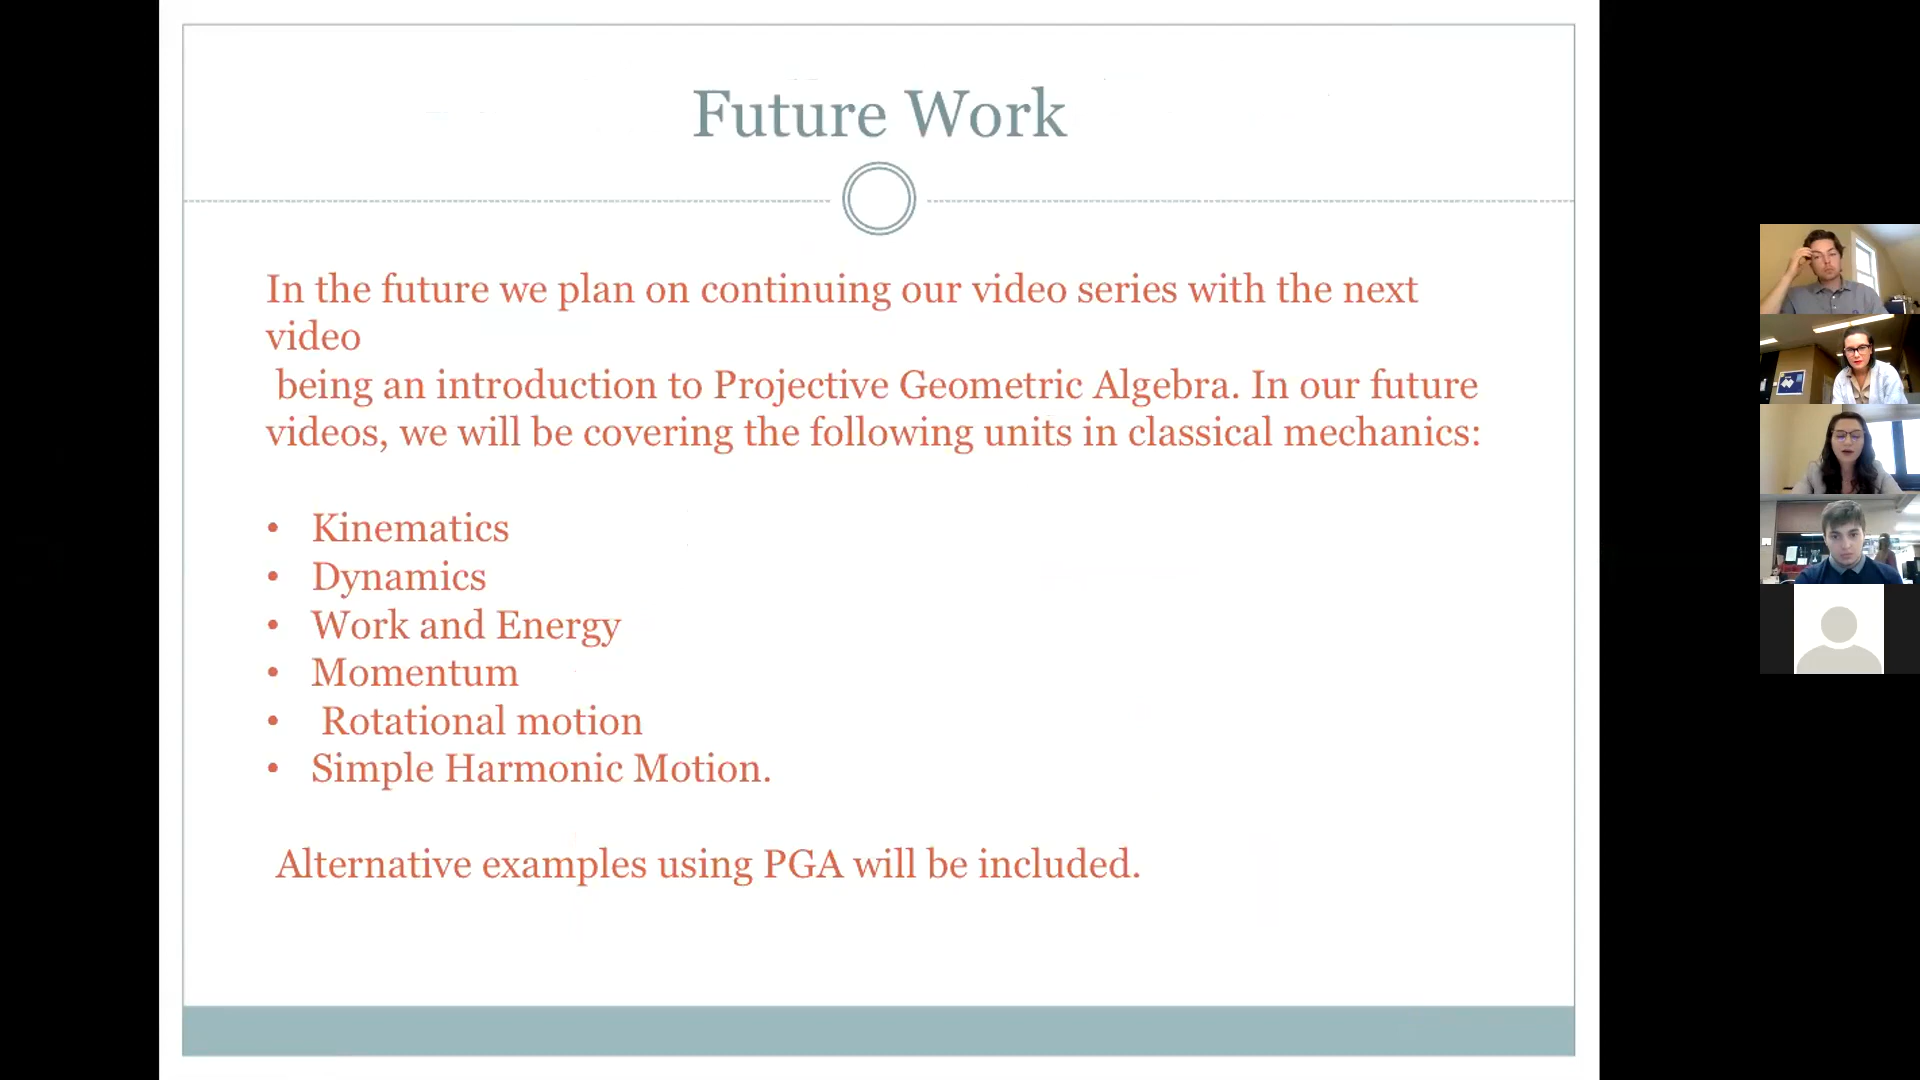 Future Work
In the future we plan on continuing our video series with the next
video
being an introduction to Projective Geometric Algebra. In our future
videos, we will be covering the following units in classical mechanics:
• Kinematics
• Dynamics
• Work and Energy
• Momentum
• Rotational motion
• Simple Harmonic Motion.
Alternative examples using PGA will be included.